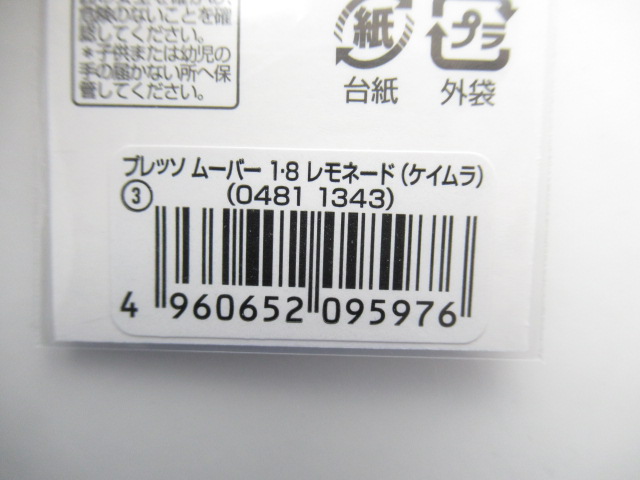 危険のないことを確
認してください。
*子供または幼児の
手の届かない所へ保
管してください。
紙
プラ
台紙
外袋
プレッソ ムーバー 1・8 レモネード(ケイムラ)
③
(0481 1343)
4 960652 095976